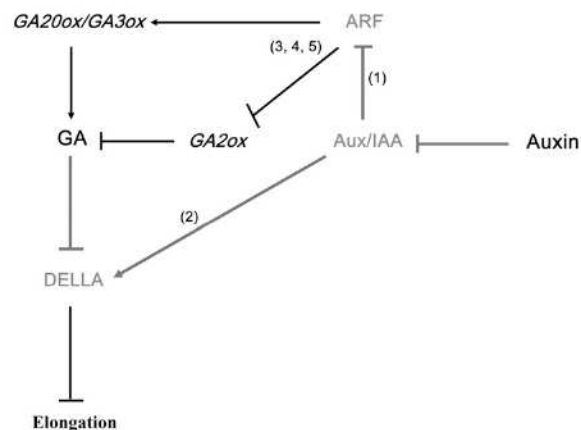 GA20ox/GA3ox ARF
(3, 4, 5)
(1)
GA GA2ox Aux/IAA Auxin
(2)
DELLA
Elongation